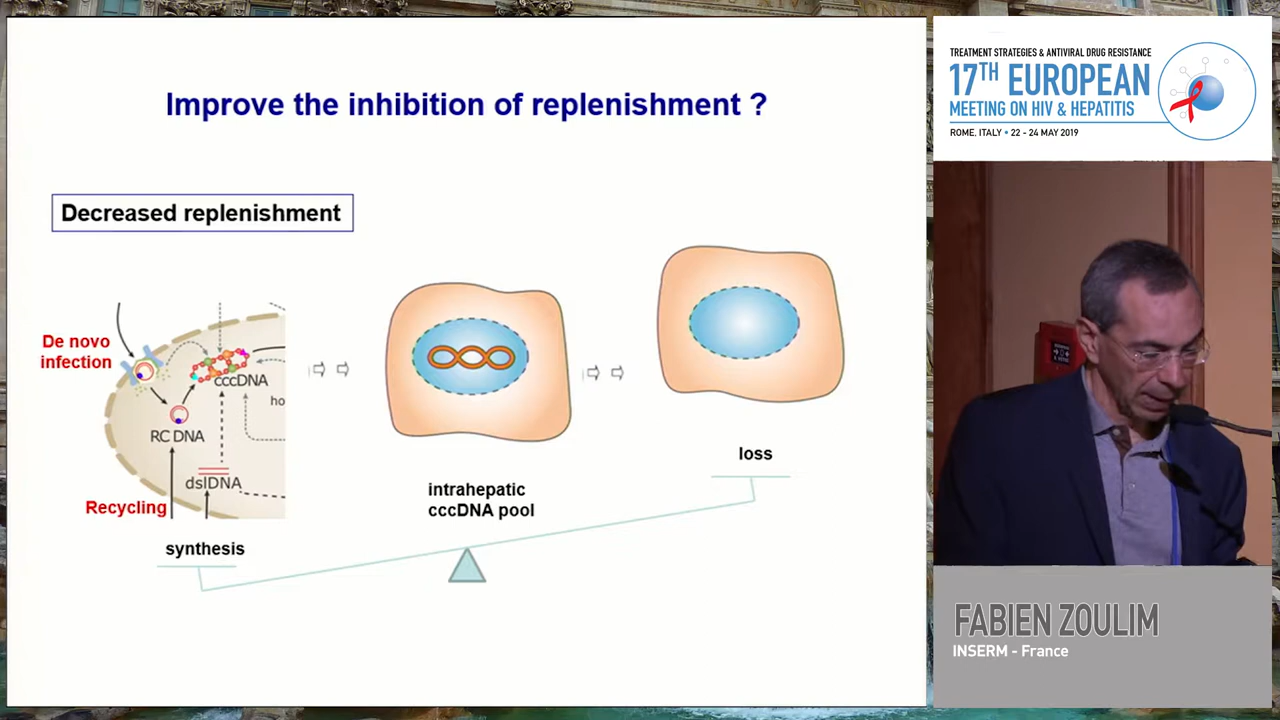 Improve the inhibition of replenishment ?
Decreased replenishment
De novo
infection
cccDNA
ho
RC DNA
dslDNA
Recycling
synthesis
intrahepatic
cccDNA pool
loss
TREATMENT STRATEGIES & ANTIVIRAL DRUG RESISTANCE
17TH EUROPEAN
MEETING ON HIV & HEPATITIS
ROME, ITALY • 22 - 24 MAY 2019
FABIEN ZOULIM
INSERM - France